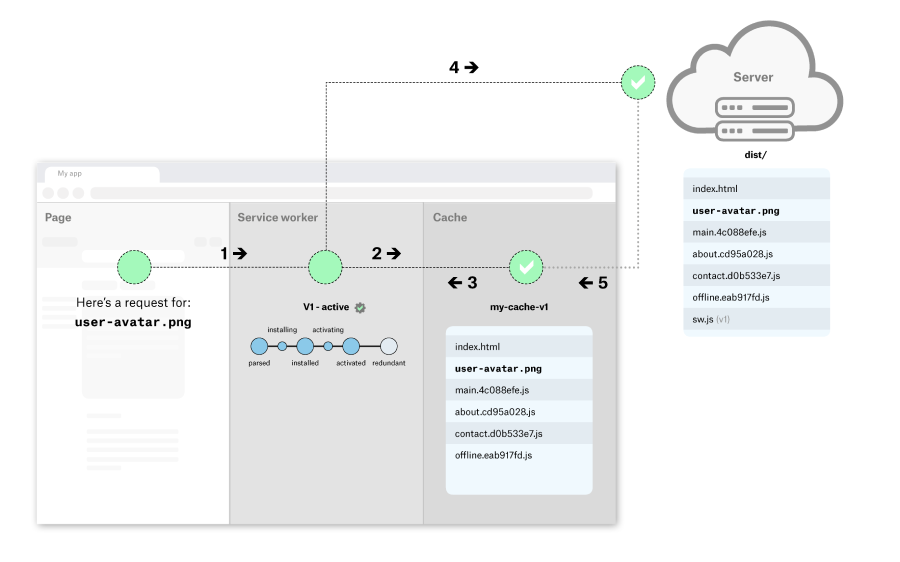 4 →
Server
dist/
index.html
user-avatar.png
main.4c088efe.js
about.cd95a028.js
contact.d0b533e7.js
offline.eab917fd.js
sw.js (v1)
My app
Page
Service worker
Cache
1 →
2 →
← 3
← 5
Here's a request for:
user-avatar.png
V1 - active
installing
activating
parsed
installed
activated
redundant
my-cache-v1
index.html
user-avatar.png
main.4c088efe.js
about.cd95a028.js
contact.d0b533e7.js
offline.eab917fd.js